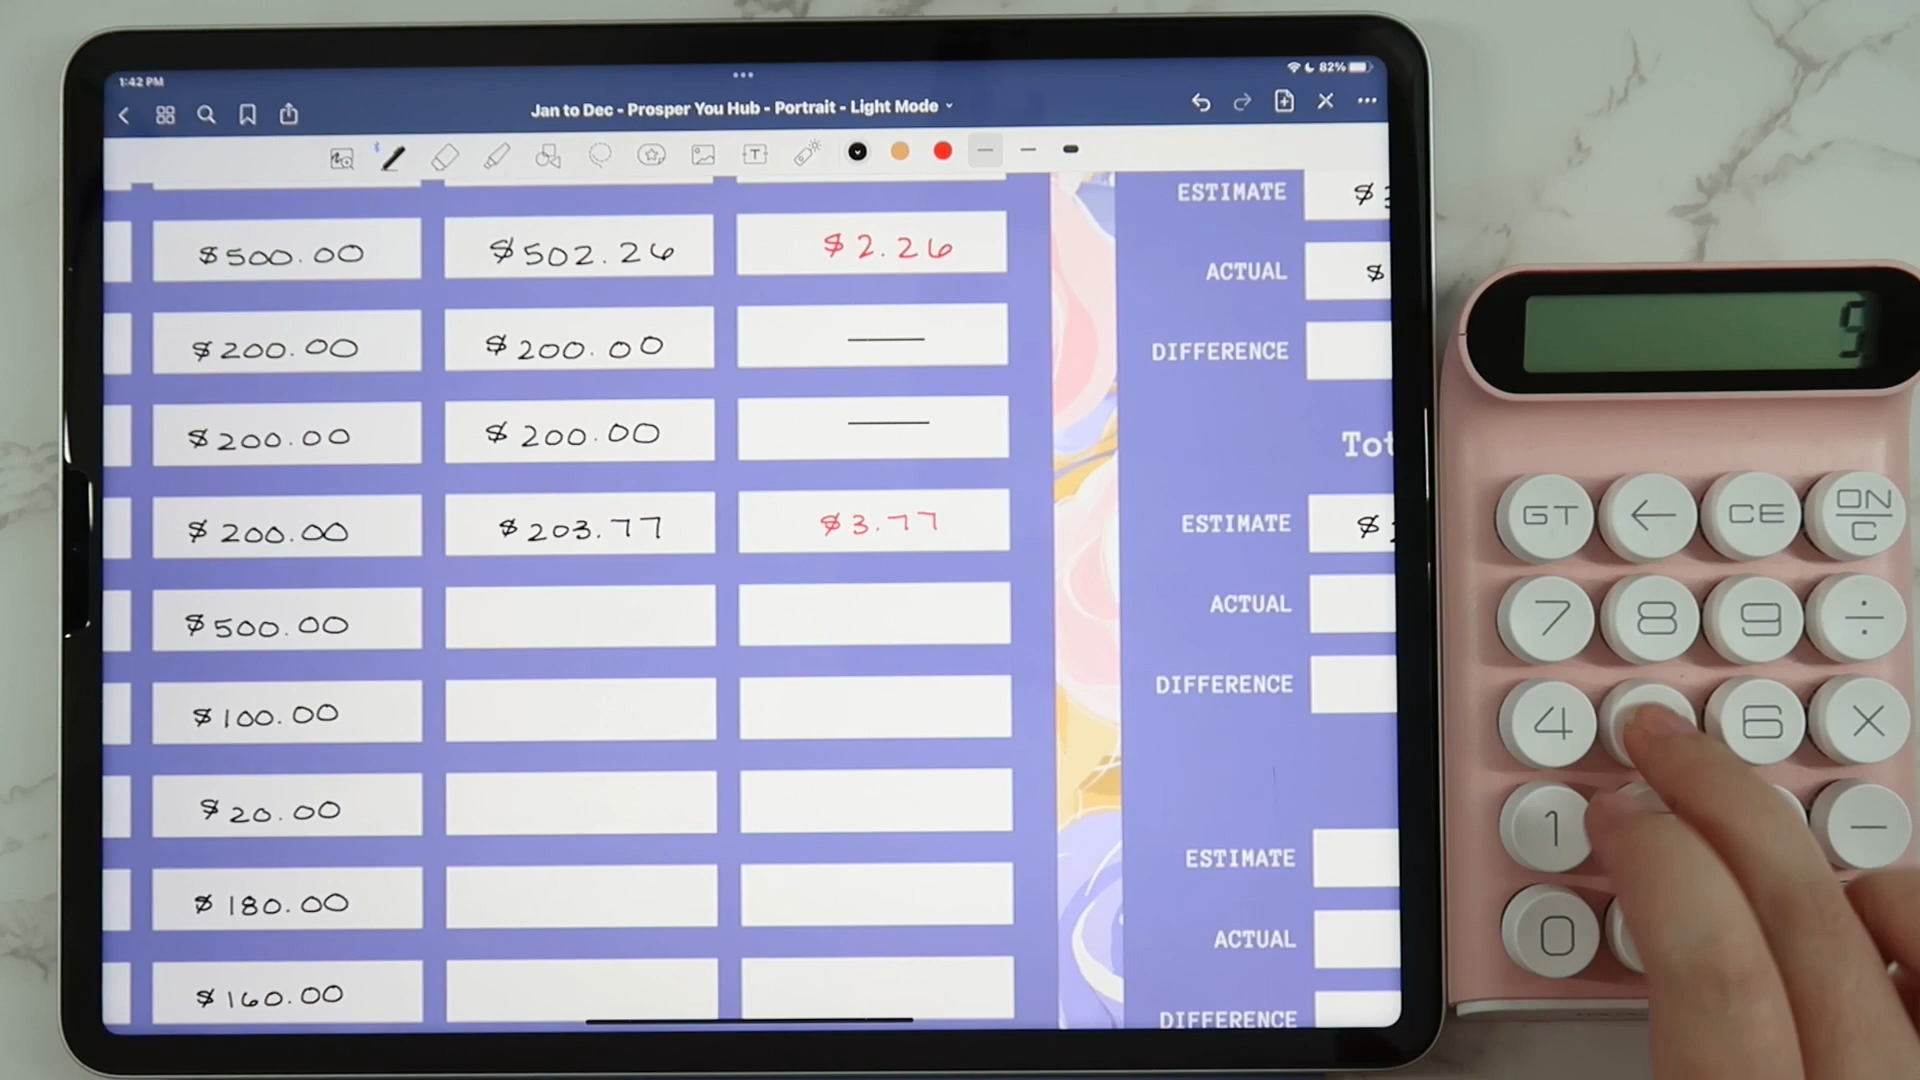 1:42 PM
82%
Jan to Dec - Prosper You Hub - Portrait - Light Mode
T
$500.00 $502.26 $2.26
$200.00 $200.00 —
$200.00 $200.00 —
$200.00 $203.77 $3.77
$500.00
$100.00
$20.00
$180.00
$160.00
ESTIMATE $
ACTUAL $
DIFFERENCE
Tot
ESTIMATE $
ACTUAL
DIFFERENCE
ESTIMATE
ACTUAL
DIFFERENCE
5
GT ← CE ON/C
7 8 9 ÷
4 6 ×
1 −
0